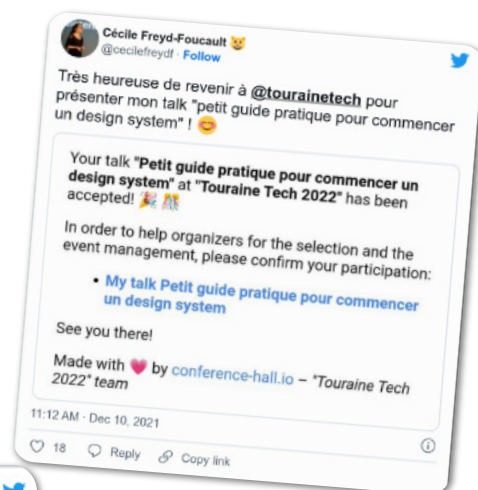 Cécile Freyd-Foucault 😺
@cecilefreydf · Follow
Très heureuse de revenir à @tourainetech pour
présenter mon talk "petit guide pratique pour commencer
un design system" ! 😊
Your talk "Petit guide pratique pour commencer un
design system" at "Touraine Tech 2022" has been
accepted! 🎉 🎊
In order to help organizers for the selection and the
event management, please confirm your participation:
• My talk Petit guide pratique pour commencer
un design system
See you there!
Made with 💗 by conference-hall.io – "Touraine Tech
2022" team
11:12 AM · Dec 10, 2021
18 Reply Copy link